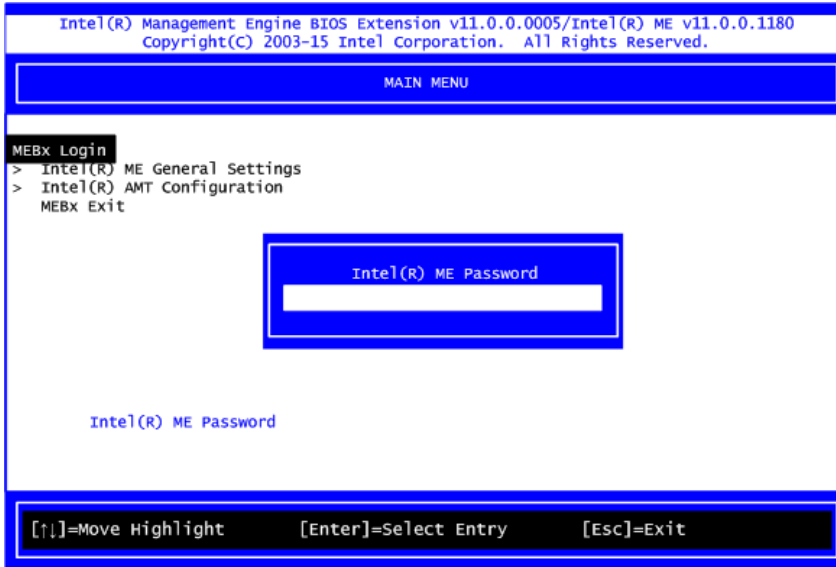 Intel(R) Management Engine BIOS Extension v11.0.0.0005/Intel(R) ME v11.0.0.1180
Copyright(C) 2003-15 Intel Corporation. All Rights Reserved.
MAIN MENU
MEBx Login
> Intel(R) ME General Settings
> Intel(R) AMT Configuration
MEBx Exit
Intel(R) ME Password
Intel(R) ME Password
[↑↓]=Move Highlight [Enter]=Select Entry [Esc]=Exit